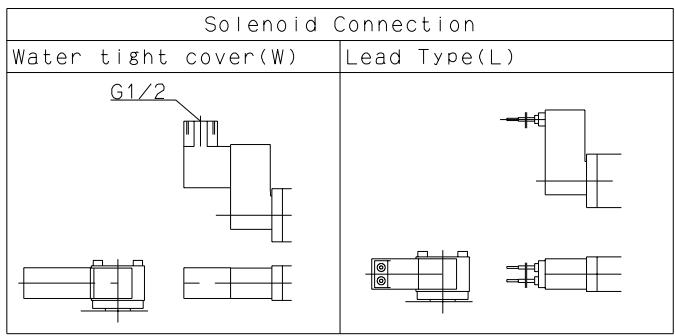 Solenoid Connection
Water tight cover(W)
Lead Type(L)
G1/2